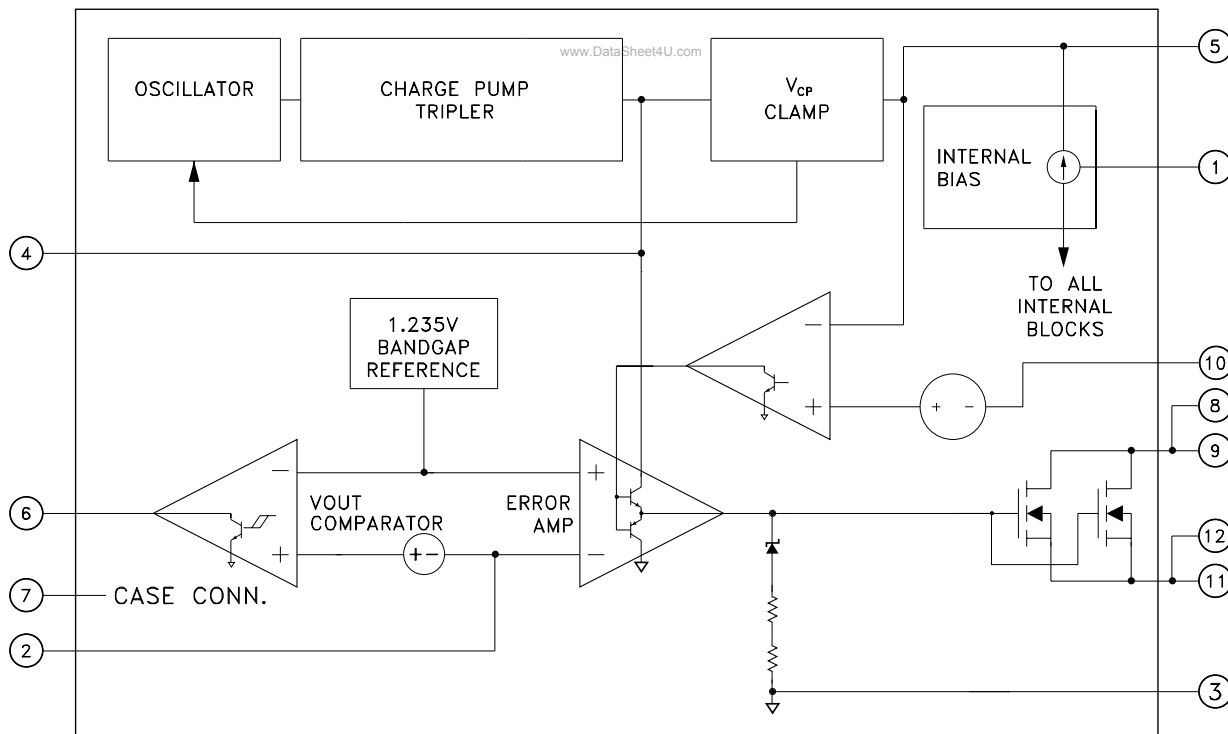 www.DataSheet4U.com
OSCILLATOR
CHARGE PUMP
TRIPLER
VCP
CLAMP
5
INTERNAL
BIAS
1
4
TO ALL
INTERNAL
BLOCKS
1.235V
BANDGAP
REFERENCE
−
+
+ −
10
8
9
6
−
+
VOUT
COMPARATOR
+−
ERROR
AMP
+
−
12
11
7
CASE CONN.
2
3